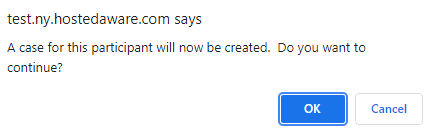 test.ny.hostedaware.com says
A case for this participant will now be created.  Do you want to
continue?
OK
Cancel